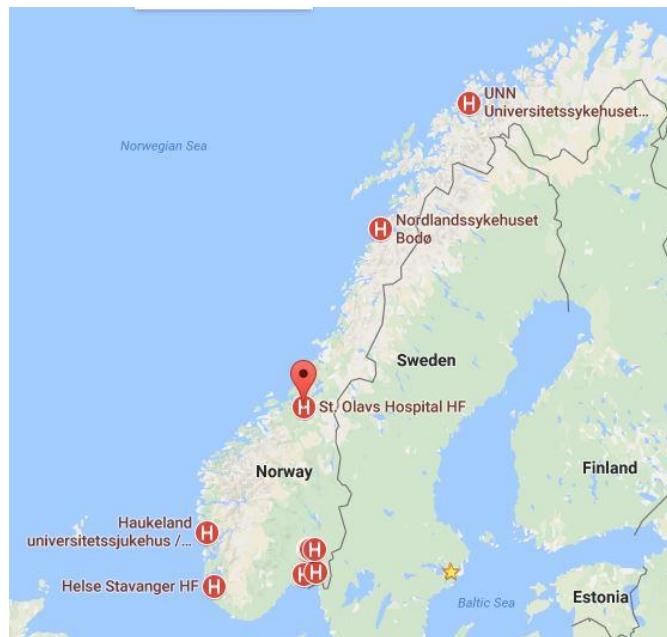 UNN
Universitetssykehuset...
Norwegian Sea
Nordlandssykehuset
Bodø
Sweden
St. Olavs Hospital HF
Norway
Finland
Haukeland
universitetssjukehus /...
Helse Stavanger HF
Baltic Sea
Estonia
H
H
H
H
H
H
H
H